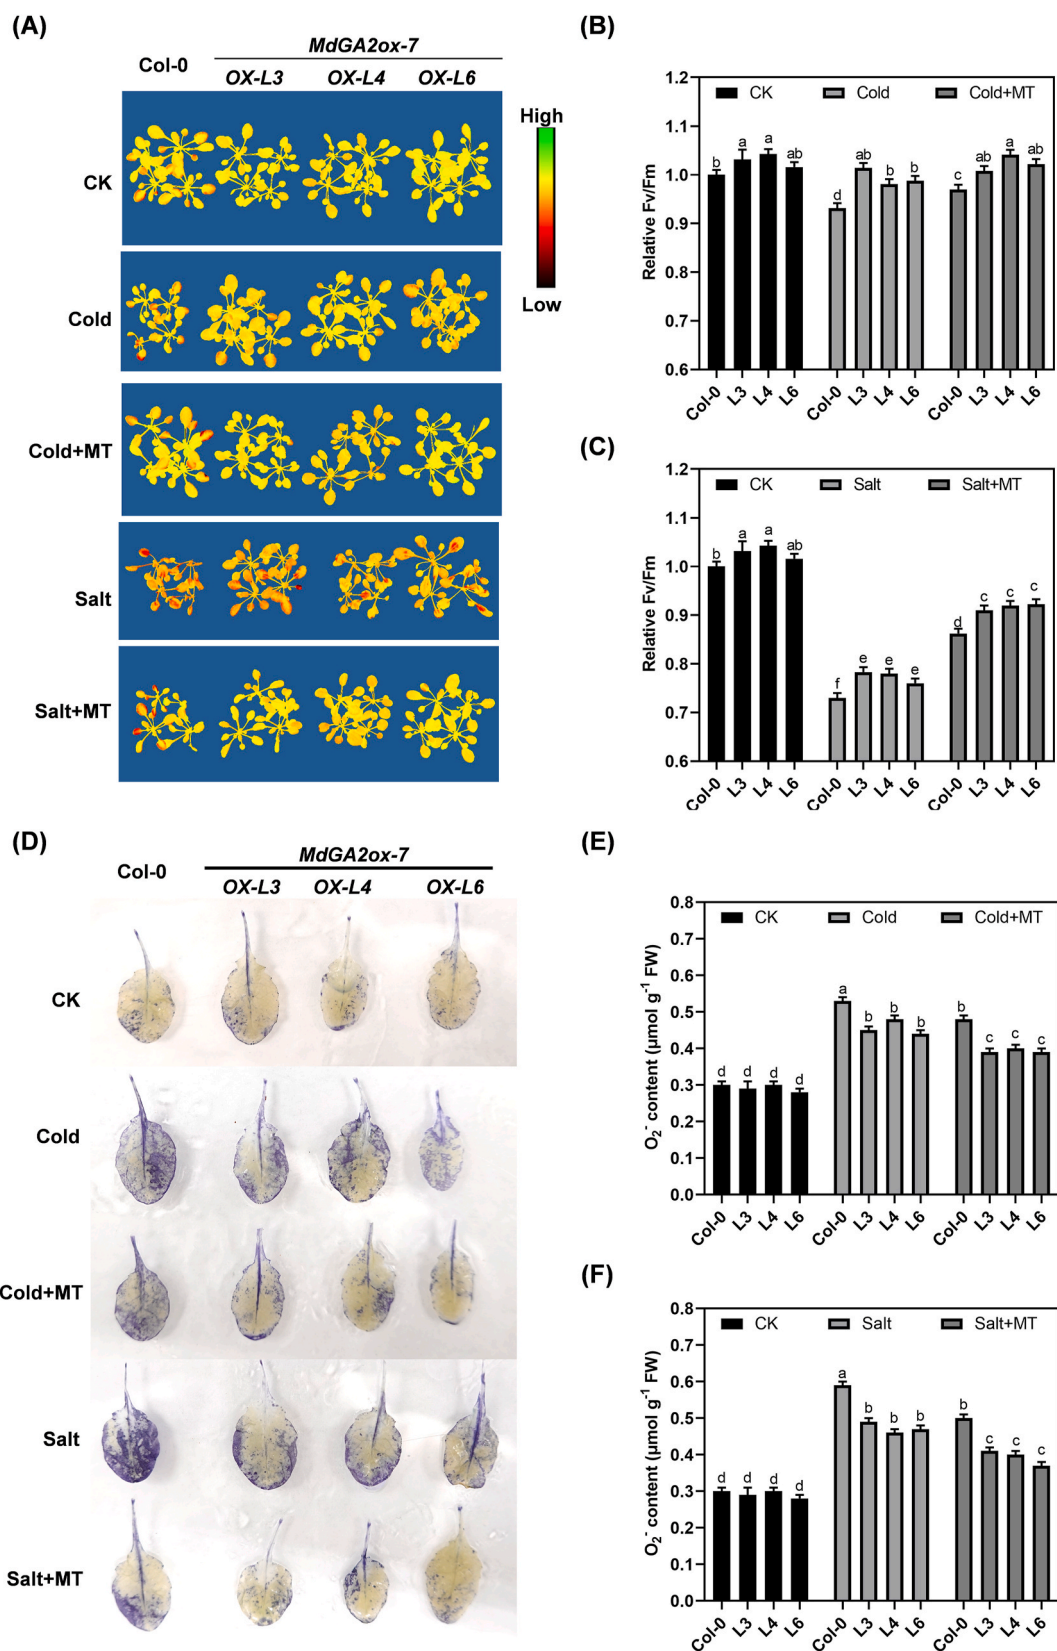 (A)
MdGA2ox-7
Col-0
OX-L3 OX-L4 OX-L6
High
Low
CK
Cold
Cold+MT
Salt
Salt+MT
(B)
1.2
1.1
1.0
0.9
0.8
0.7
0.6
Relative Fv/Fm
CK Cold Cold+MT
b a a ab
d ab b b
c ab a ab
Col-0 L3 L4 L6 Col-0 L3 L4 L6 Col-0 L3 L4 L6
(C)
1.2
1.1
1.0
0.9
0.8
0.7
0.6
Relative Fv/Fm
CK Salt Salt+MT
b a a ab
f e e e
d c c c
Col-0 L3 L4 L6 Col-0 L3 L4 L6 Col-0 L3 L4 L6
(D)
MdGA2ox-7
Col-0
OX-L3 OX-L4 OX-L6
CK
Cold
Cold+MT
Salt
Salt+MT
(E)
0.8
0.7
0.6
0.5
0.4
0.3
0.2
0.1
0.0
O₂⁻ content (μmol g⁻¹ FW)
CK Cold Cold+MT
d d d d
a b b b
b c c c
Col-0 L3 L4 L6 Col-0 L3 L4 L6 Col-0 L3 L4 L6
(F)
0.8
0.7
0.6
0.5
0.4
0.3
0.2
0.1
0.0
O₂⁻ content (μmol g⁻¹ FW)
CK Salt Salt+MT
d d d d
a b b b
b c c c
Col-0 L3 L4 L6 Col-0 L3 L4 L6 Col-0 L3 L4 L6